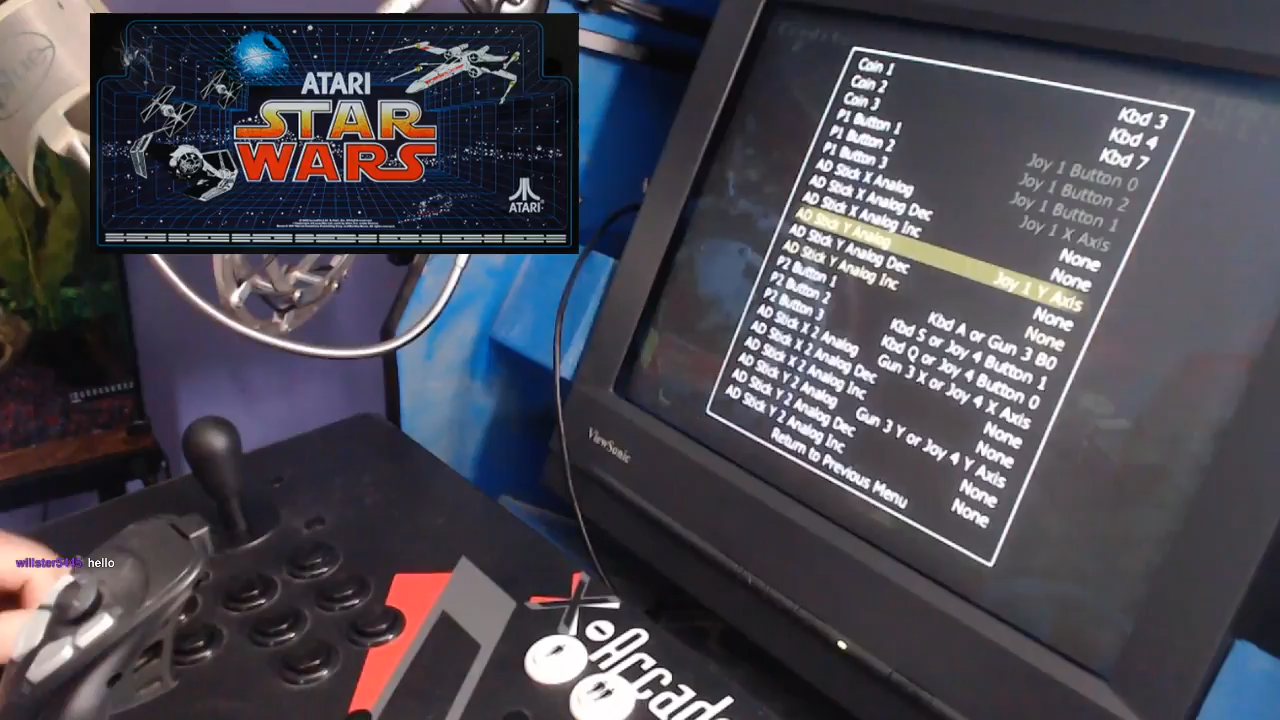 ATARI
STAR
WARS
ATARI
Coin 1 Kbd 3
Coin 2 Kbd 4
Coin 3 Kbd 7
P1 Button 1 Joy 1 Button 0
P1 Button 2 Joy 1 Button 2
P1 Button 3 Joy 1 Button 1
AD Stick X Analog Joy 1 X Axis
AD Stick X Analog Dec None
AD Stick X Analog Inc None
AD Stick Y Analog Joy 1 Y Axis
AD Stick Y Analog Dec None
AD Stick Y Analog Inc None
P2 Button 1 Kbd A or Gun 3 B0
P2 Button 2 Kbd S or Joy 4 Button 1
P2 Button 3 Kbd Q or Joy 4 Button 0
AD Stick X 2 Analog Gun 3 X or Joy 4 X Axis
AD Stick X 2 Analog Dec None
AD Stick X 2 Analog Inc None
AD Stick Y 2 Analog Gun 3 Y or Joy 4 Y Axis
AD Stick Y 2 Analog Dec None
AD Stick Y 2 Analog Inc None
Return to Previous Menu
ViewSonic
hello
X-Arcade